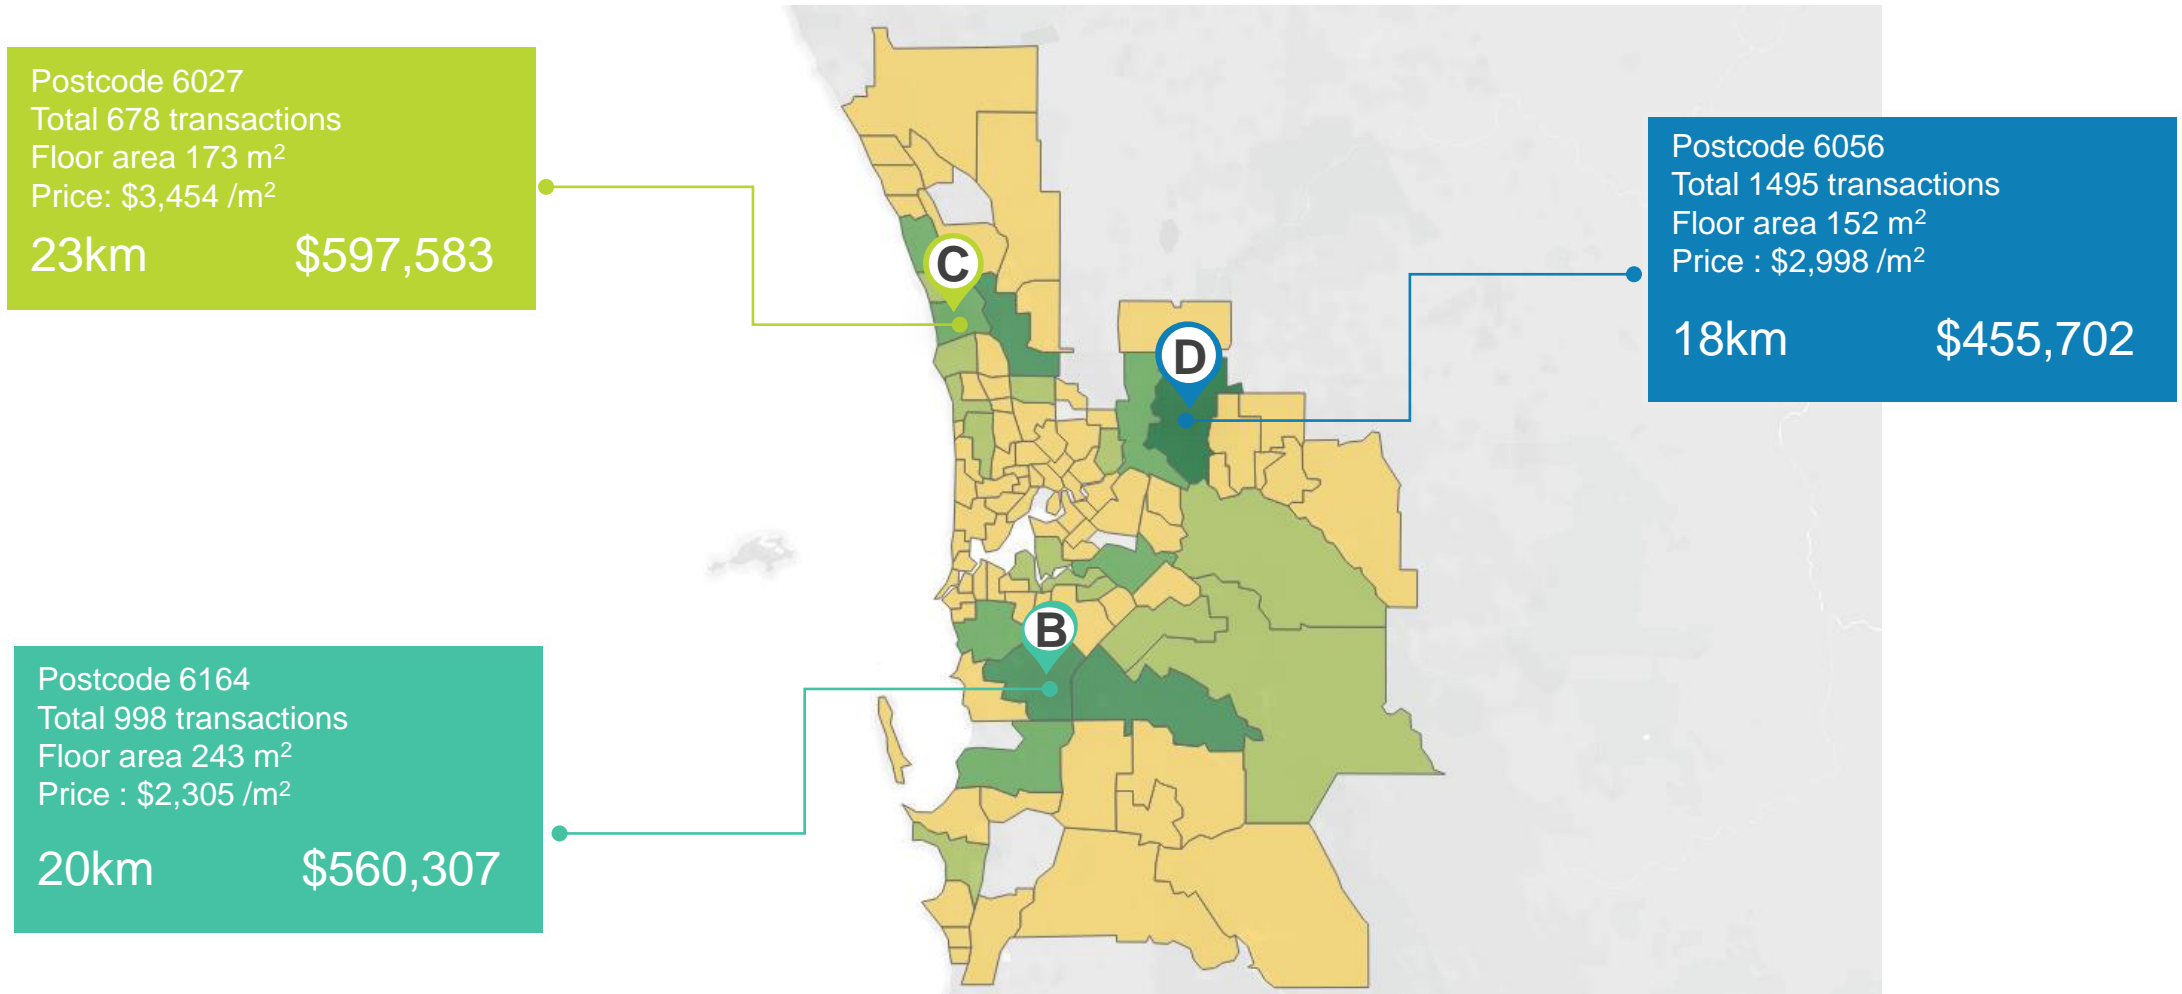 Postcode 6027
Total 678 transactions
Floor area 173 m²
Price: $3,454 /m²
23km $597,583
C
Postcode 6056
Total 1495 transactions
Floor area 152 m²
Price : $2,998 /m²
18km $455,702
D
B
Postcode 6164
Total 998 transactions
Floor area 243 m²
Price : $2,305 /m²
20km $560,307